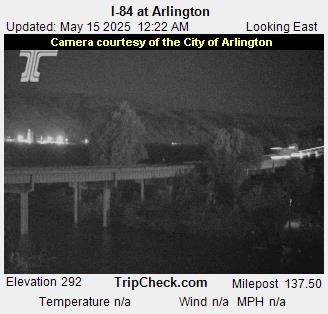 I-84 at Arlington
Updated: May 15 2025 12:22 AM Looking East
Camera courtesy of the City of Arlington
Elevation 292 TripCheck.com Milepost 137.50
Temperature n/a Wind n/a MPH n/a